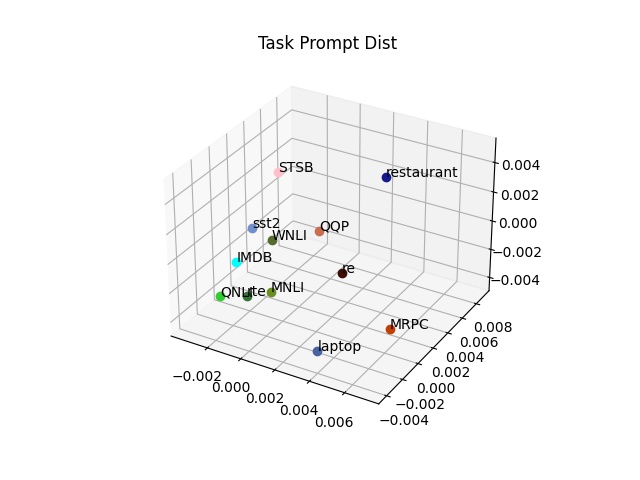 Task Prompt Dist
STSB
restaurant
sst2
WNLI
QQP
IMDB
re
QNLI
rte
MNLI
MRPC
laptop
0.004
0.002
0.000
−0.002
−0.004
−0.002
0.000
0.002
0.004
0.006
0.008
0.006
0.004
0.002
0.000
−0.002
−0.004